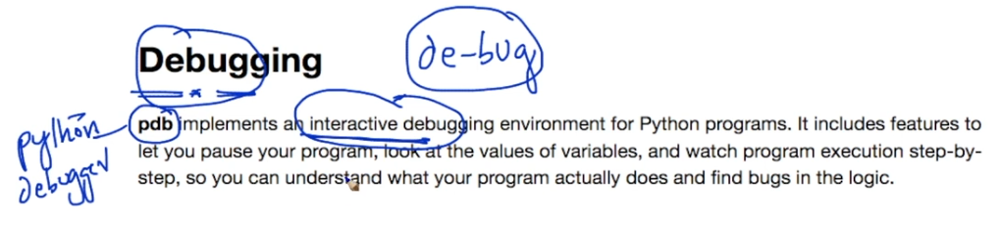 Debugging
de-bug
pdb implements an interactive debugging environment for Python programs. It includes features to
let you pause your program, look at the values of variables, and watch program execution step-by-
step, so you can understand what your program actually does and find bugs in the logic.
python
debugger